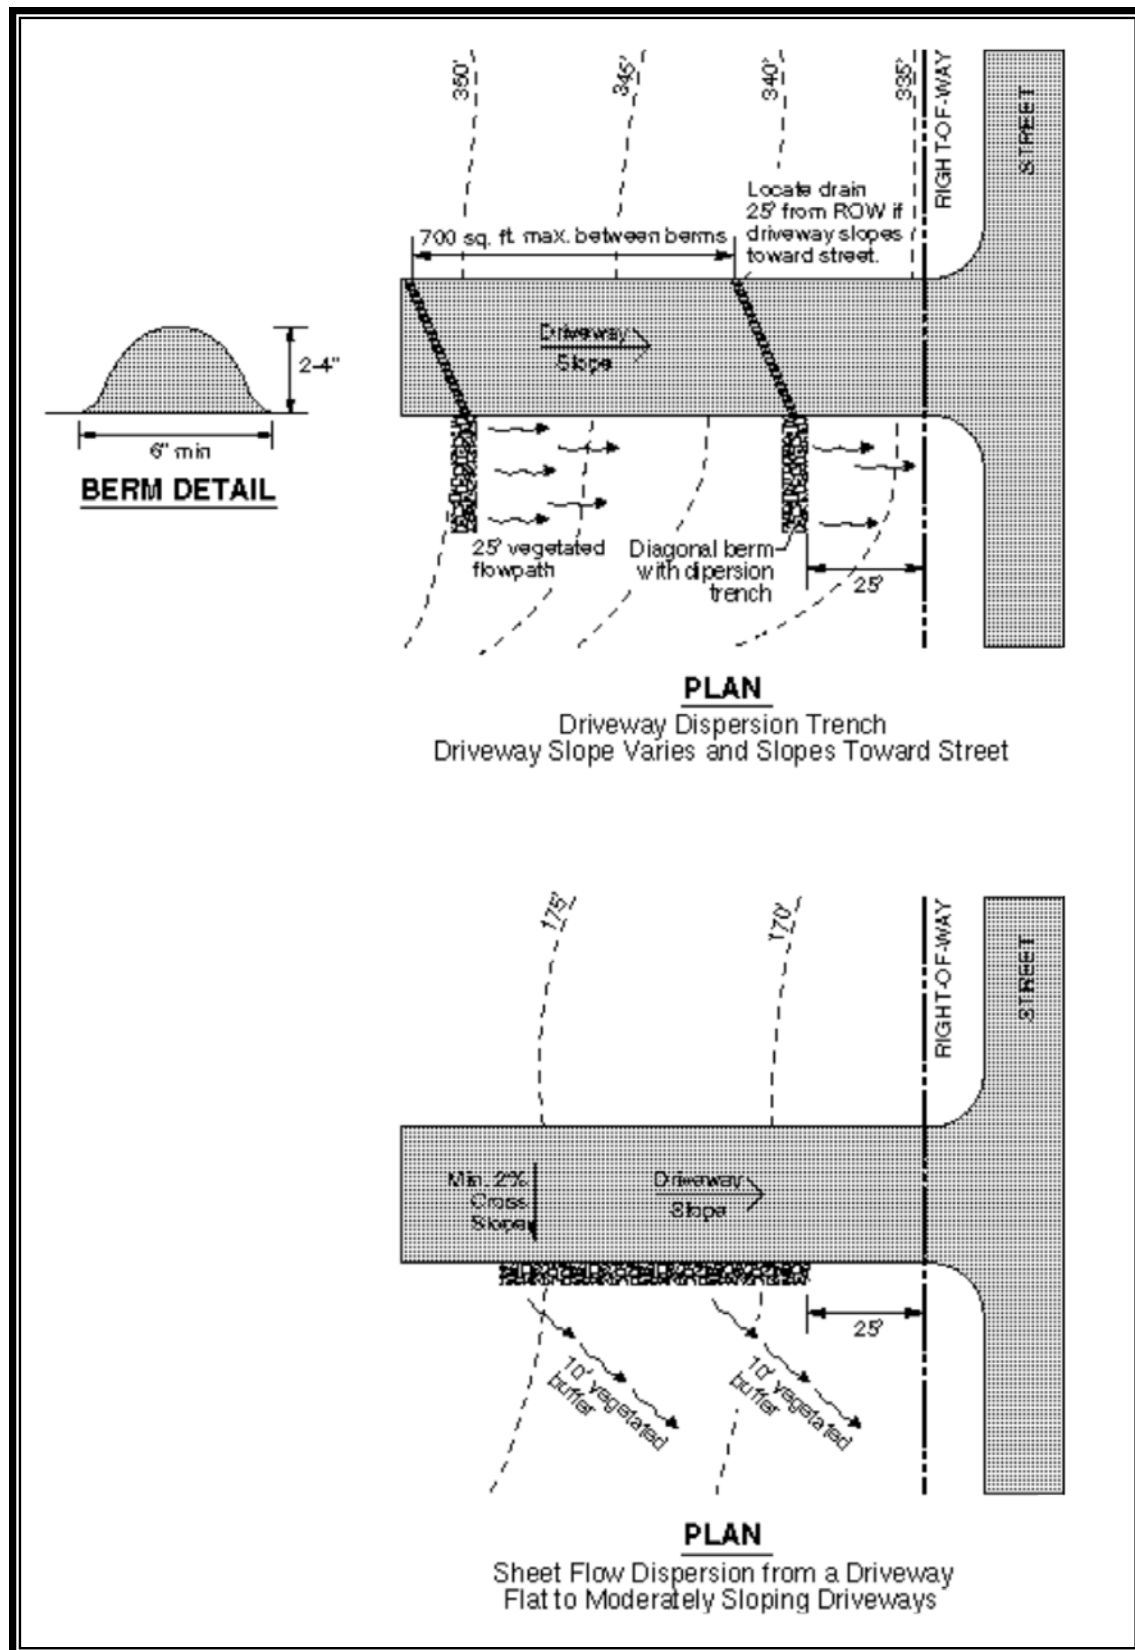 350'
345'
340'
335'
RIGHT-OF-WAY
STREET
Locate drain
25' from ROW if
driveway slopes
toward street.
700 sq. ft. max. between berms
Driveway
Slope
2-4"
6" min
BERM DETAIL
25' vegetated
flowpath
Diagonal berm
with dipersion
trench
25'
PLAN
Driveway Dispersion Trench
Driveway Slope Varies and Slopes Toward Street
175'
170'
RIGHT-OF-WAY
STREET
Min. 2%
Cross
Slope
Driveway
Slope
25'
10' vegetated
buffer
10' vegetated
buffer
PLAN
Sheet Flow Dispersion from a Driveway
Flat to Moderately Sloping Driveways